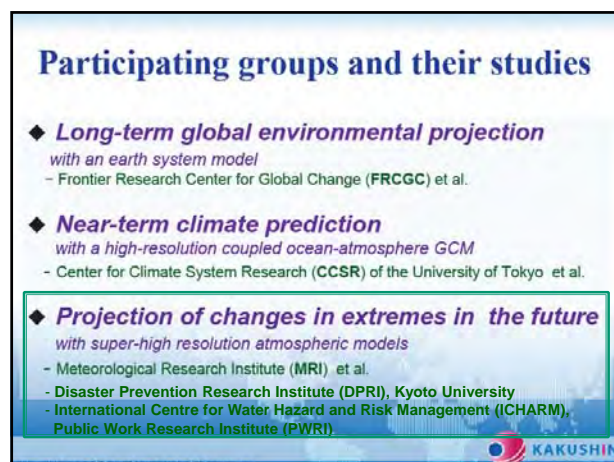 Participating groups and their studies
◆ Long-term global environmental projection
with an earth system model
- Frontier Research Center for Global Change (FRCGC) et al.
◆ Near-term climate prediction
with a high-resolution coupled ocean-atmosphere GCM
- Center for Climate System Research (CCSR) of the University of Tokyo et al.
◆ Projection of changes in extremes in the future
with super-high resolution atmospheric models
- Meteorological Research Institute (MRI) et al.
- Disaster Prevention Research Institute (DPRI), Kyoto University
- International Centre for Water Hazard and Risk Management (ICHARM),
Public Work Research Institute (PWRI)
KAKUSHIN